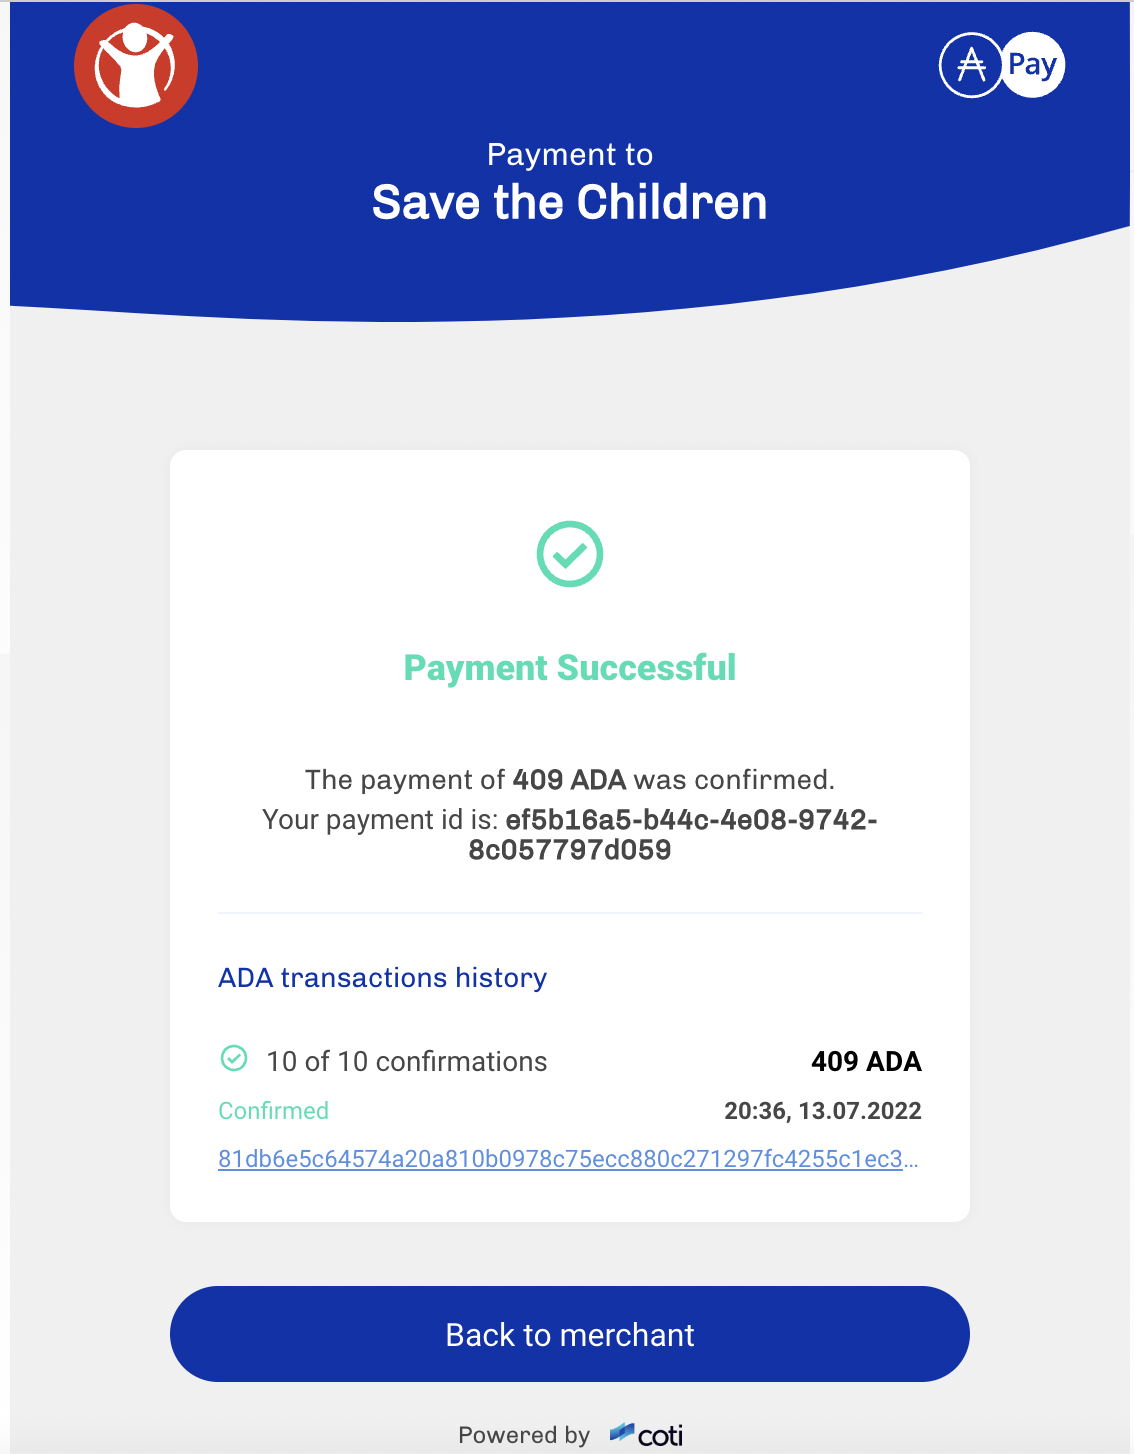 Pay
Payment to
Save the Children
Payment Successful
The payment of 409 ADA was confirmed.
Your payment id is: ef5b16a5-b44c-4e08-9742-
8c057797d059
ADA transactions history
10 of 10 confirmations 409 ADA
Confirmed 20:36, 13.07.2022
81db6e5c64574a20a810b0978c75ecc880c271297fc4255c1ec3...
Back to merchant
Powered by coti